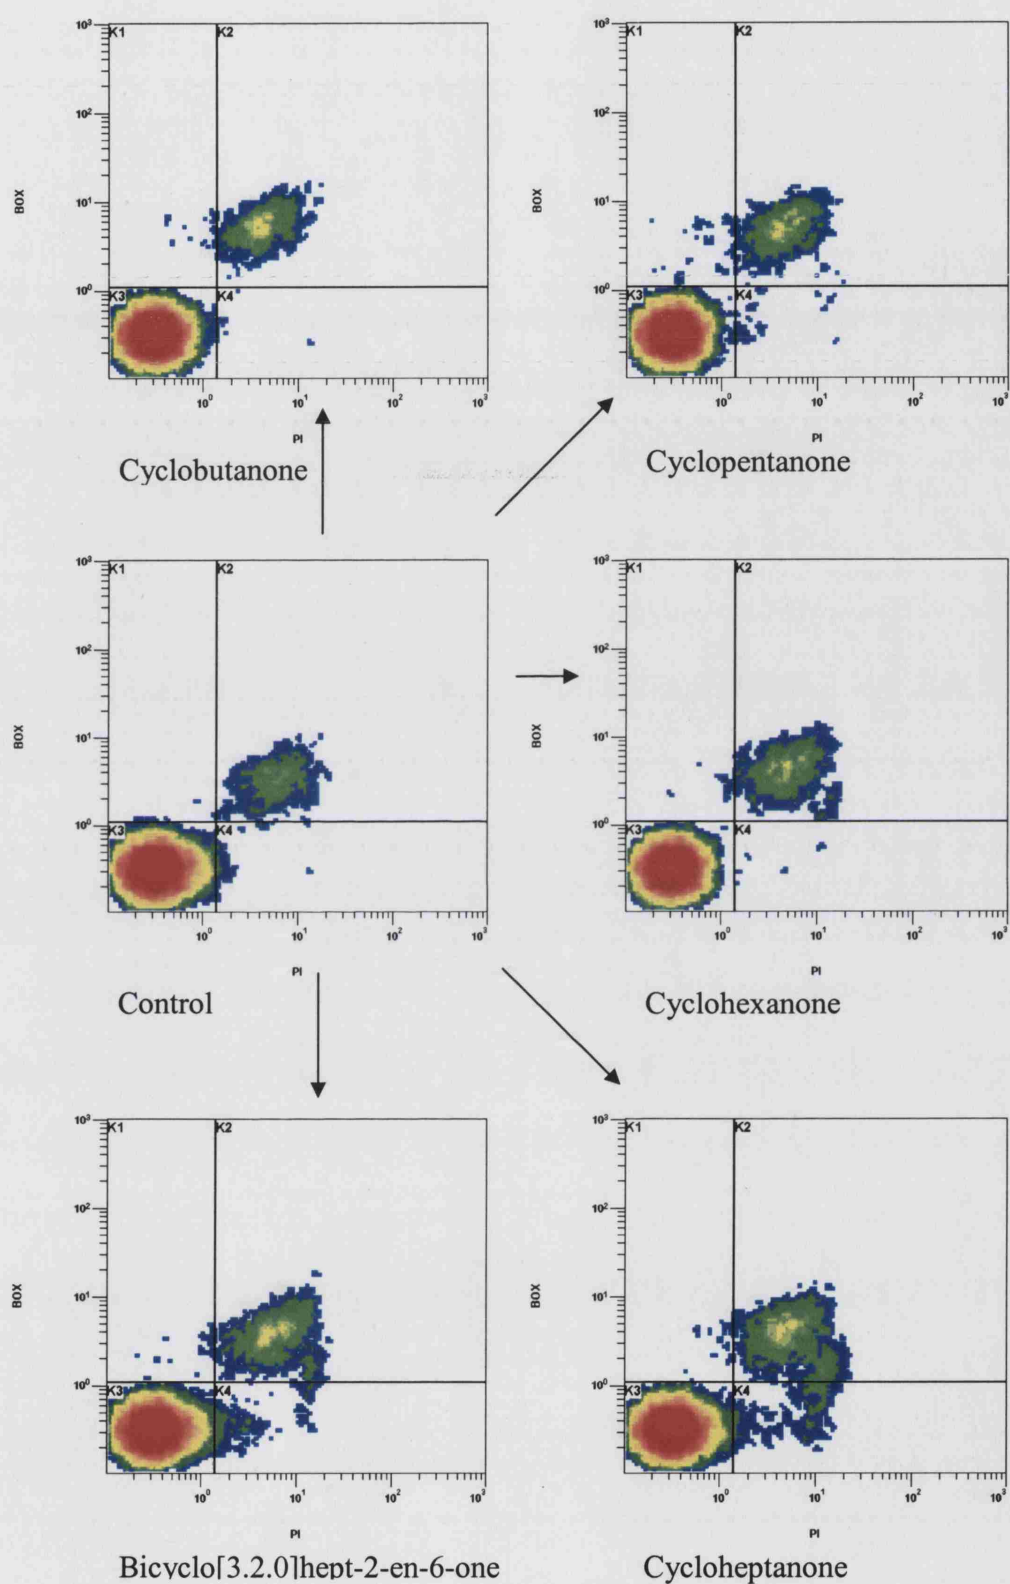 10³ K1 K2 10³ K1 K2
10² 10²
BOX BOX
10¹ 10¹
10⁰ 10⁰
K3 K4 K3 K4
10⁰ 10¹ 10² 10³ 10⁰ 10¹ 10² 10³
PI PI
Cyclobutanone Cyclopentanone
10³ K1 K2 10³ K1 K2
10² 10²
BOX BOX
10¹ 10¹
10⁰ 10⁰
K3 K4 K3 K4
10⁰ 10¹ 10² 10³ 10⁰ 10¹ 10² 10³
PI PI
Control Cyclohexanone
10³ K1 K2 10³ K1 K2
10² 10²
BOX BOX
10¹ 10¹
10⁰ 10⁰
K3 K4 K3 K4
10⁰ 10¹ 10² 10³ 10⁰ 10¹ 10² 10³
PI PI
Bicyclo[3.2.0]hept-2-en-6-one Cycloheptanone